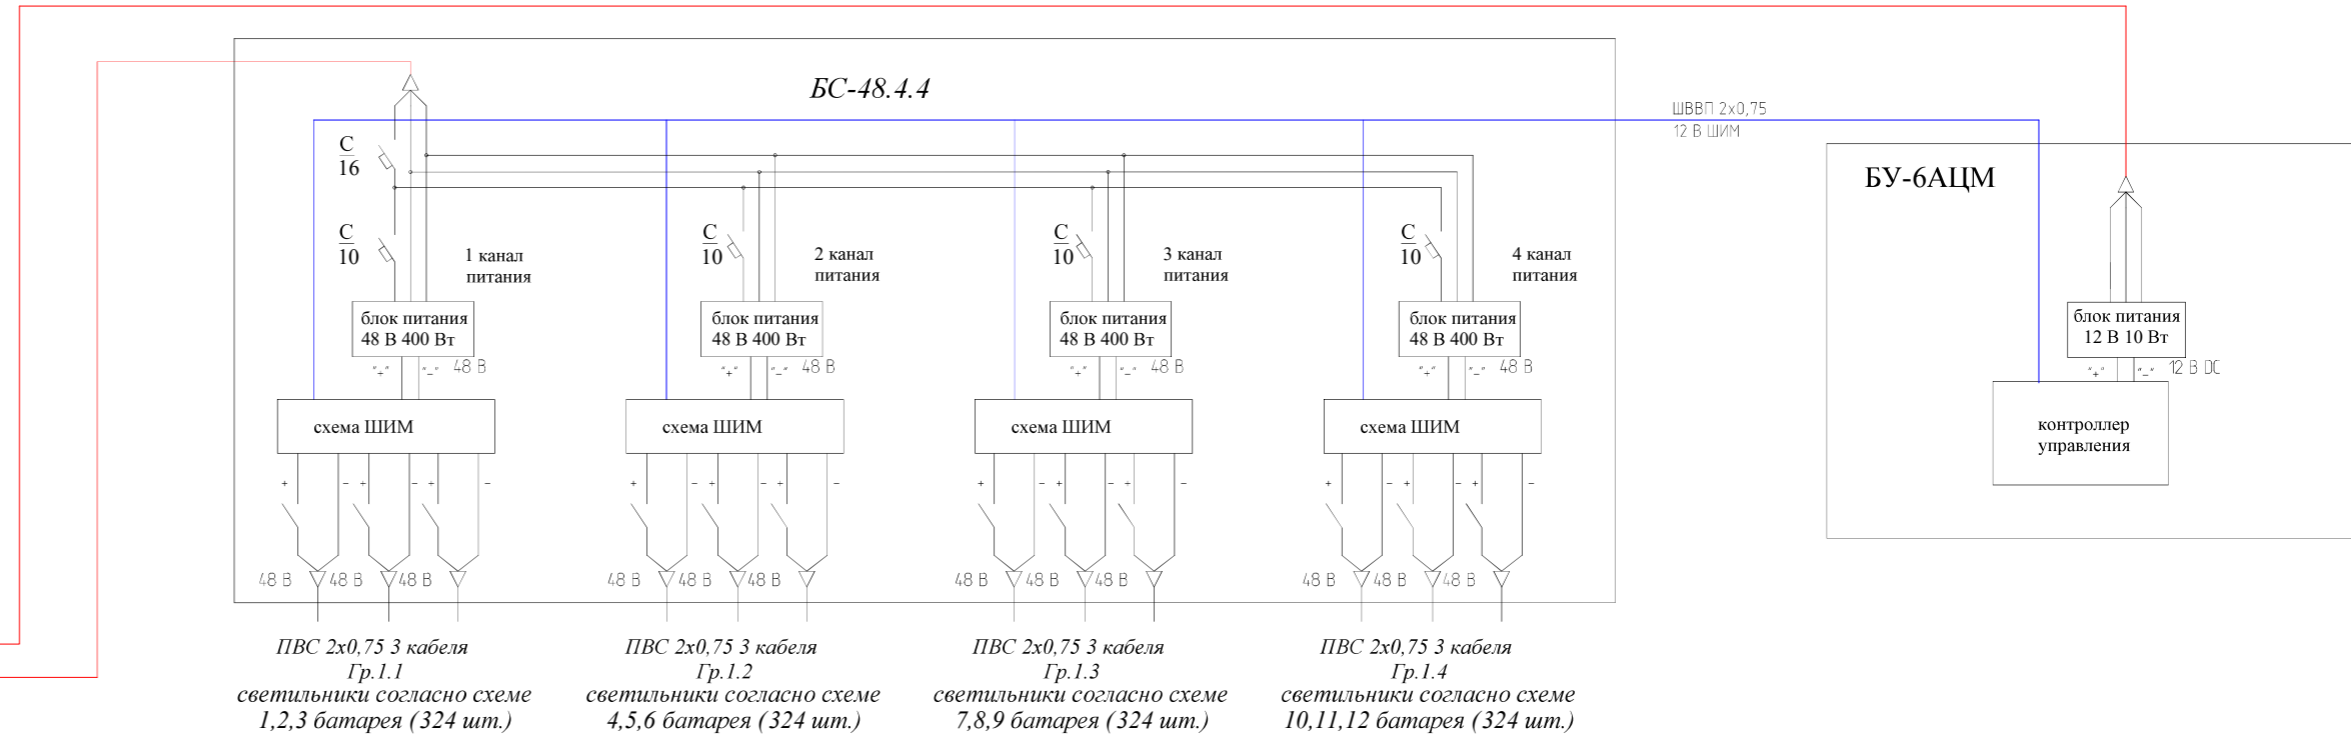 БС-48.4.4
ШВВП 2х0,75
12 В ШИМ
БУ-6АЦМ
С
16
С
10
1 канал
питания
С
10
2 канал
питания
С
10
3 канал
питания
С
10
4 канал
питания
блок питания
48 В 400 Вт
блок питания
48 В 400 Вт
блок питания
48 В 400 Вт
блок питания
48 В 400 Вт
блок питания
12 В 10 Вт
"+" "-" 48 В
"+" "-" 48 В
"+" "-" 48 В
"+" "-" 48 В
"+" "-" 12 В DC
схема ШИМ
схема ШИМ
схема ШИМ
схема ШИМ
контроллер
управления
+ - + - + -
+ - + - + -
+ - + - + -
+ - + - + -
48 В 48 В 48 В
48 В 48 В 48 В
48 В 48 В 48 В
48 В 48 В 48 В
ПВС 2х0,75 3 кабеля
Гр.1.1
светильники согласно схеме
1,2,3 батарея (324 шт.)
ПВС 2х0,75 3 кабеля
Гр.1.2
светильники согласно схеме
4,5,6 батарея (324 шт.)
ПВС 2х0,75 3 кабеля
Гр.1.3
светильники согласно схеме
7,8,9 батарея (324 шт.)
ПВС 2х0,75 3 кабеля
Гр.1.4
светильники согласно схеме
10,11,12 батарея (324 шт.)